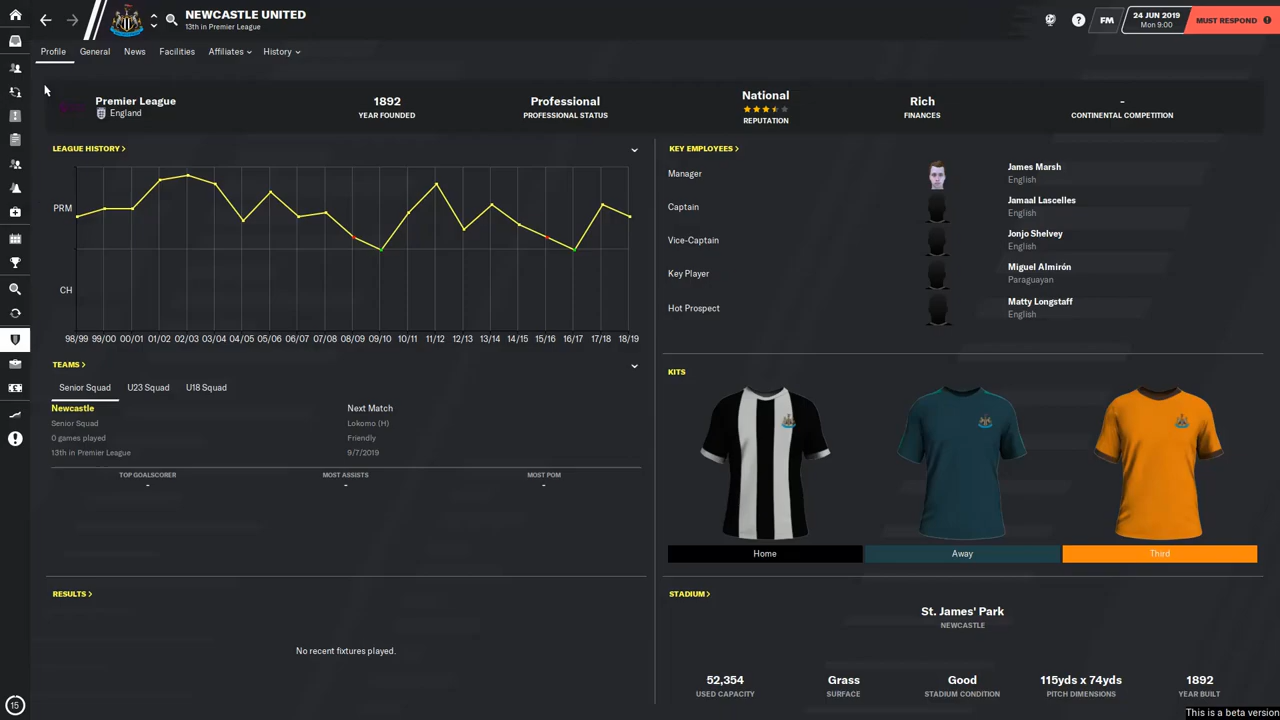 NEWCASTLE UNITED
13th in Premier League
FM
24 JUN 2019
Mon 9:00
MUST RESPOND
Profile
General
News
Facilities
Affiliates
History
Premier League
England
1892
YEAR FOUNDED
Professional
PROFESSIONAL STATUS
National
REPUTATION
Rich
FINANCES
-
CONTINENTAL COMPETITION
LEAGUE HISTORY >
PRM
CH
98/99 99/00 00/01 01/02 02/03 03/04 04/05 05/06 06/07 07/08 08/09 09/10 10/11 11/12 12/13 13/14 14/15 15/16 16/17 17/18 18/19
KEY EMPLOYEES >
Manager
James Marsh
English
Captain
Jamaal Lascelles
English
Vice-Captain
Jonjo Shelvey
English
Key Player
Miguel Almirón
Paraguayan
Hot Prospect
Matty Longstaff
English
TEAMS >
Senior Squad
U23 Squad
U18 Squad
Newcastle
Senior Squad
0 games played
13th in Premier League
Next Match
Lokomo (H)
Friendly
9/7/2019
TOP GOALSCORER
-
MOST ASSISTS
-
MOST POM
-
KITS
Home
Away
Third
RESULTS >
No recent fixtures played.
STADIUM >
St. James' Park
NEWCASTLE
52,354
USED CAPACITY
Grass
SURFACE
Good
STADIUM CONDITION
115yds x 74yds
PITCH DIMENSIONS
1892
YEAR BUILT
15
This is a beta version